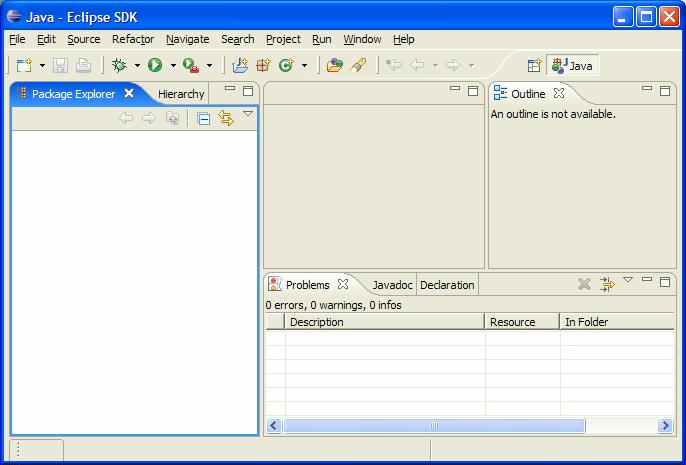 Java - Eclipse SDK
File Edit Source Refactor Navigate Search Project Run Window Help
Java
Package Explorer Hierarchy
Outline
An outline is not available.
Problems Javadoc Declaration
0 errors, 0 warnings, 0 infos
Description Resource In Folder